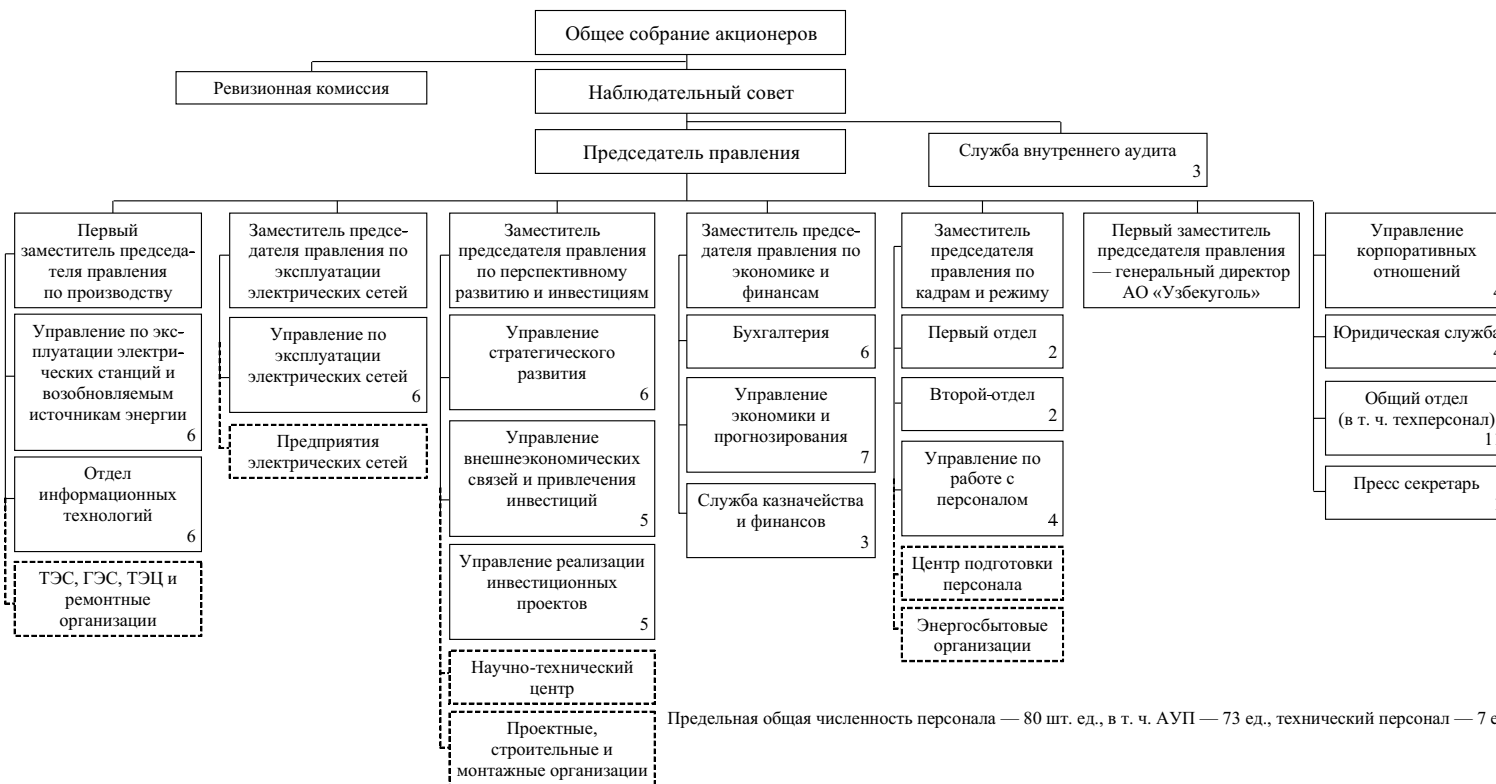 Общее собрание акционеров
Ревизионная комиссия
Наблюдательный совет
Председатель правления
Служба внутреннего аудита
3
Первый
заместитель председа-
теля правления
по производству
Управление по экс-
плуатации электри-
ческих станций и
возобновляемым
источникам энергии
6
Отдел
информационных
технологий
6
ТЭС, ГЭС, ТЭЦ и
ремонтные
организации
Заместитель предсе-
дателя правления по
эксплуатации
электрических сетей
Управление по
эксплуатации
электрических сетей
6
Предприятия
электрических сетей
Заместитель
председателя правления
по перспективному
развитию и инвестициям
Управление
стратегического
развития
6
Управление
внешнеэкономических
связей и привлечения
инвестиций
5
Управление реализации
инвестиционных
проектов
5
Научно-технический
центр
Проектные,
строительные и
монтажные организации
Заместитель предсе-
дателя правления по
экономике и
финансам
Бухгалтерия
6
Управление
экономики и
прогнозирования
7
Служба казначейства
и финансов
3
Заместитель
председателя
правления по
кадрам и режиму
Первый отдел
2
Второй-отдел
2
Управление по
работе с
персоналом
4
Центр подготовки
персонала
Энергосбытовые
организации
Первый заместитель
председателя правления
— генеральный директор
АО «Узбекуголь»
Управление
корпоративных
отношений
Юридическая служба
Общий отдел
(в т. ч. техперсонал)
Пресс секретарь
Предельная общая численность персонала — 80 шт. ед., в т. ч. АУП — 73 ед., технический персонал — 7